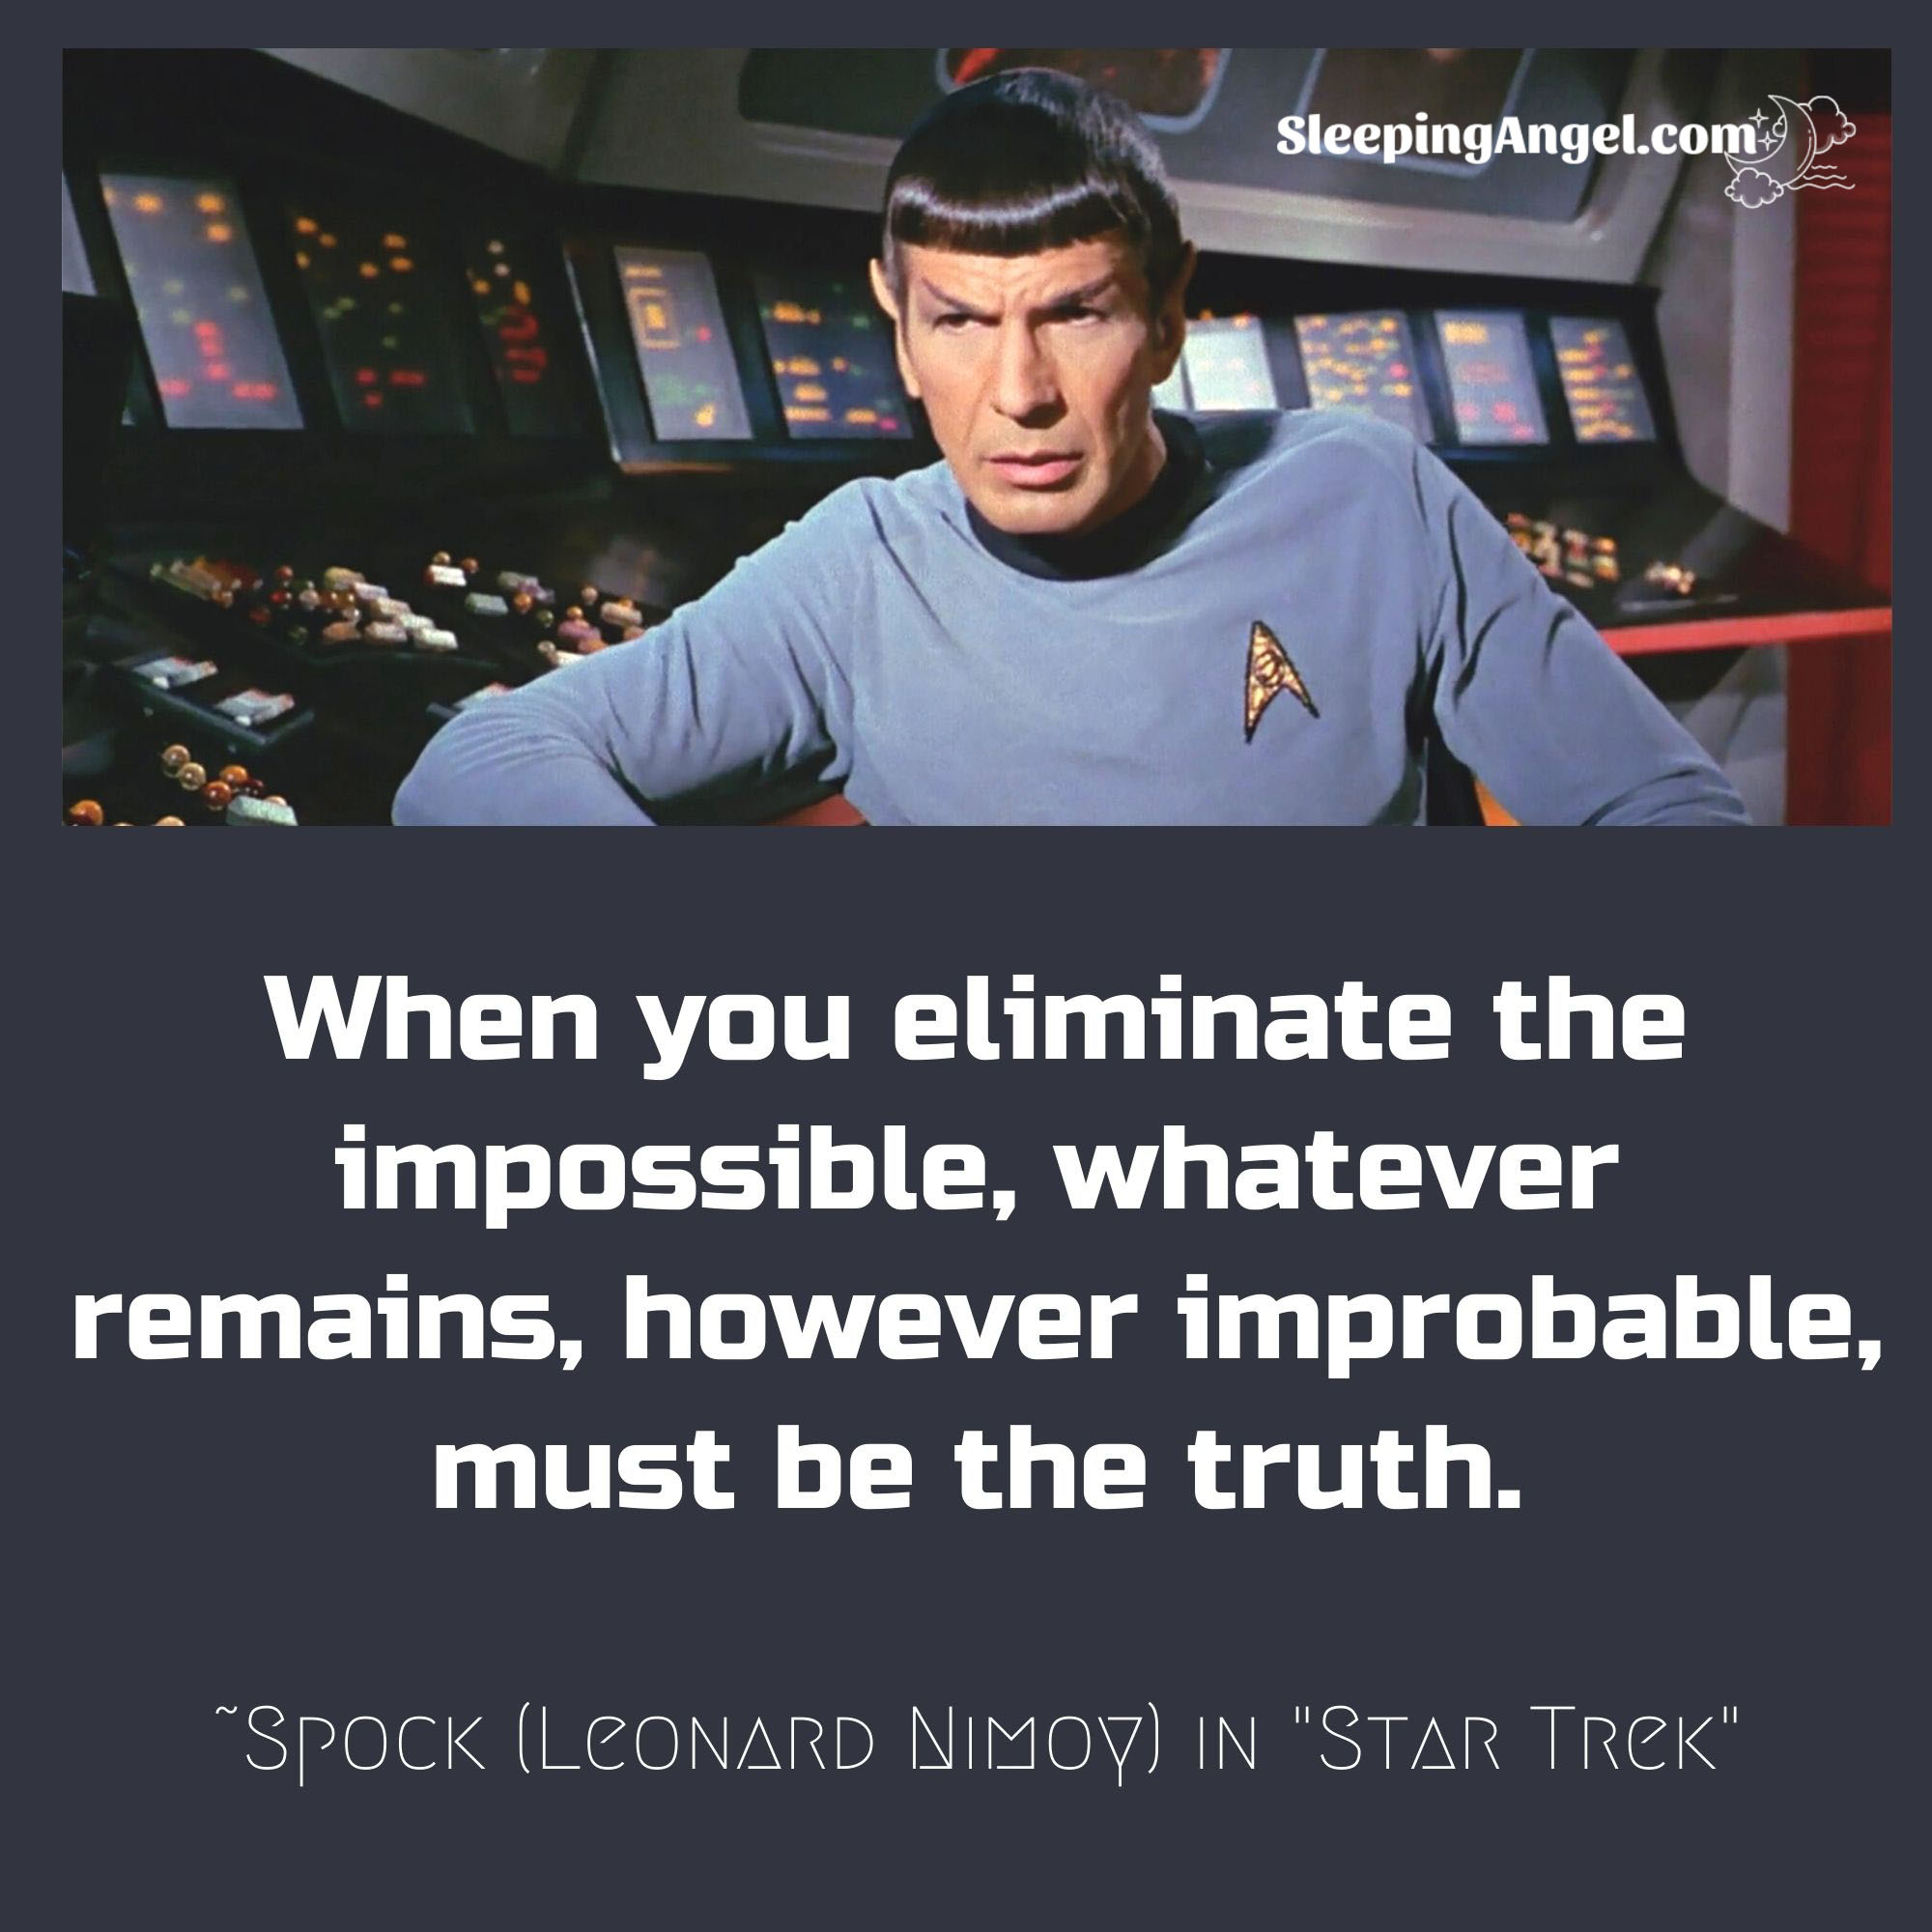 SleepingAngel.com
When you eliminate the
impossible, whatever
remains, however improbable,
must be the truth.
~Spock (Leonard Nimoy) in "Star Trek"